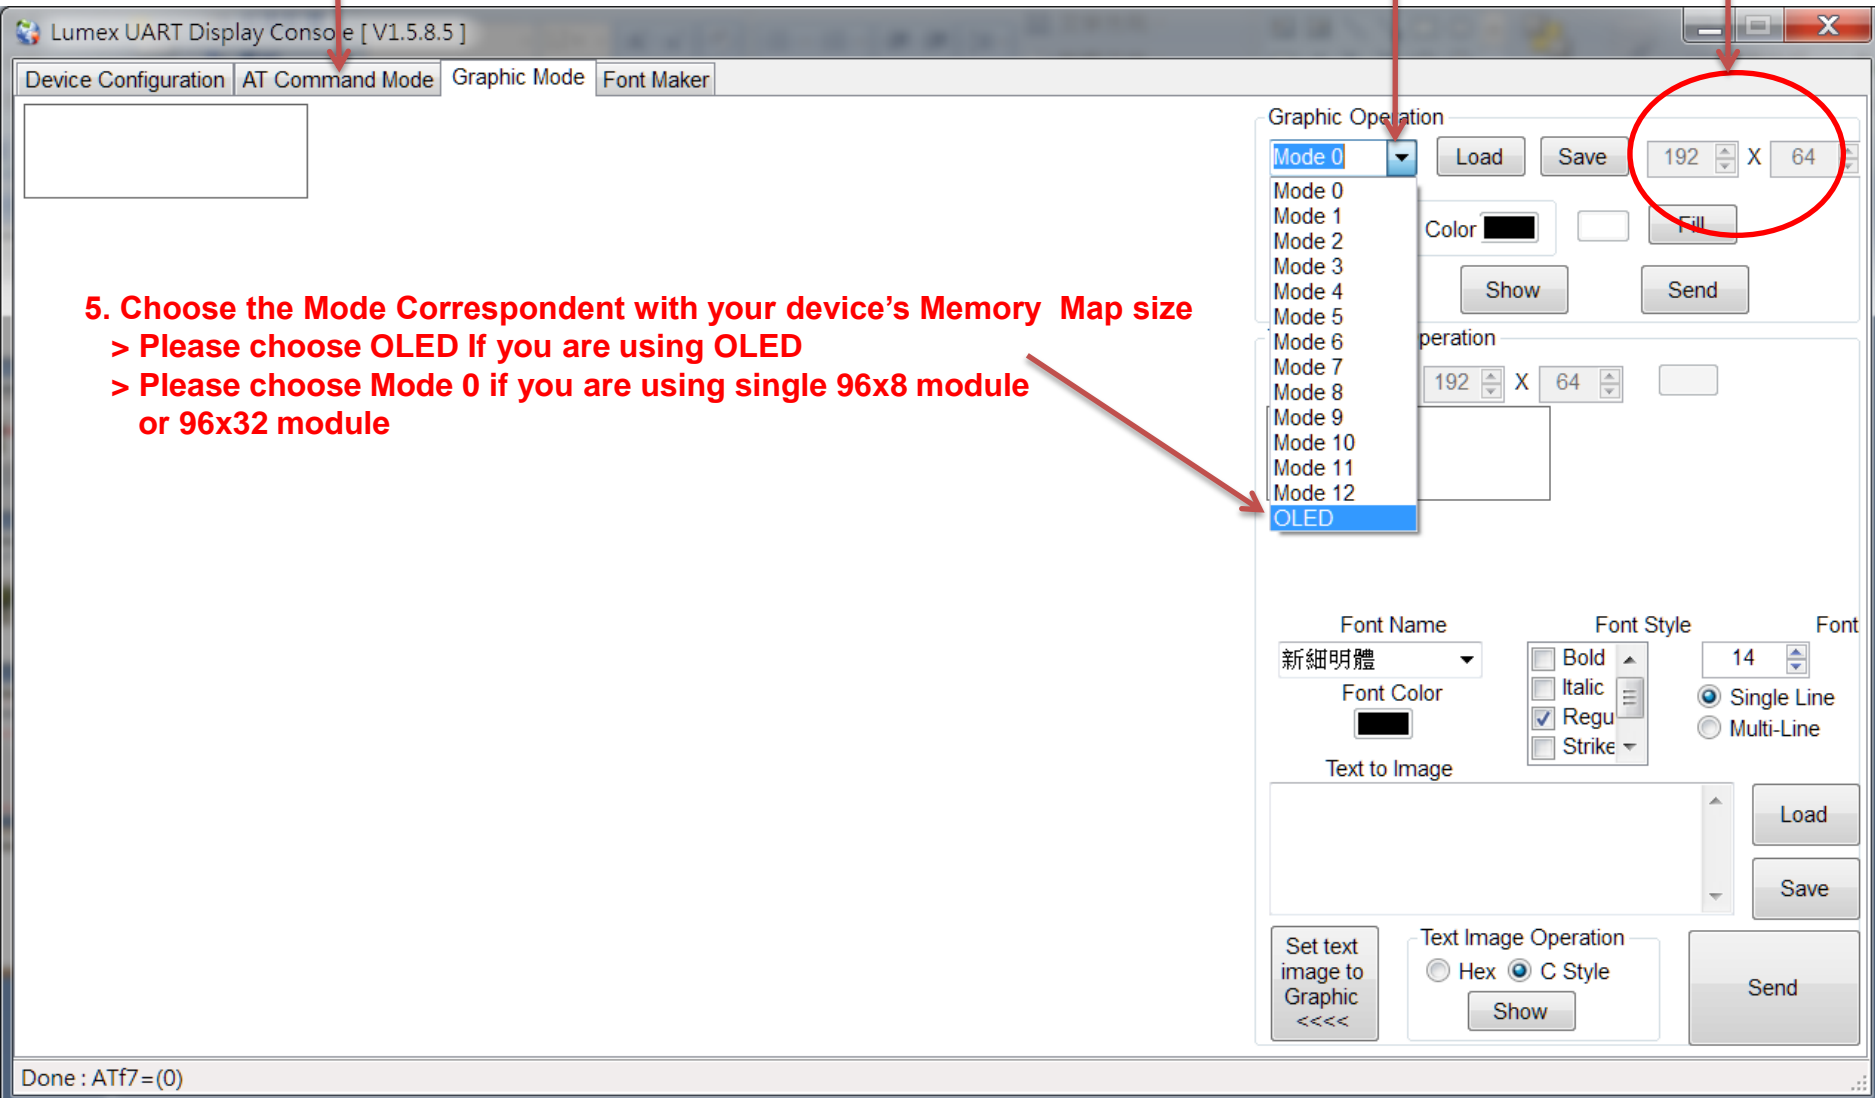 Lumex UART Display Console [ V1.5.8.5 ]
Device Configuration AT Command Mode Graphic Mode Font Maker
Graphic Operation
Mode 0 Load Save 192 X 64
Mode 0
Mode 1
Mode 2
Mode 3
Mode 4
Mode 5
Mode 6
Mode 7
Mode 8
Mode 9
Mode 10
Mode 11
Mode 12
OLED
Color Fill
Show Send
5. Choose the Mode Correspondent with your device's Memory Map size
> Please choose OLED If you are using OLED
> Please choose Mode 0 if you are using single 96x8 module
or 96x32 module
peration
192 X 64
Font Name Font Style Font
新細明體 Bold 14
Italic Single Line
Font Color Regu Multi-Line
Strike
Text to Image
Load
Save
Set text
image to
Graphic
<<<<
Text Image Operation
Hex C Style
Show
Send
Done : ATf7=(0)